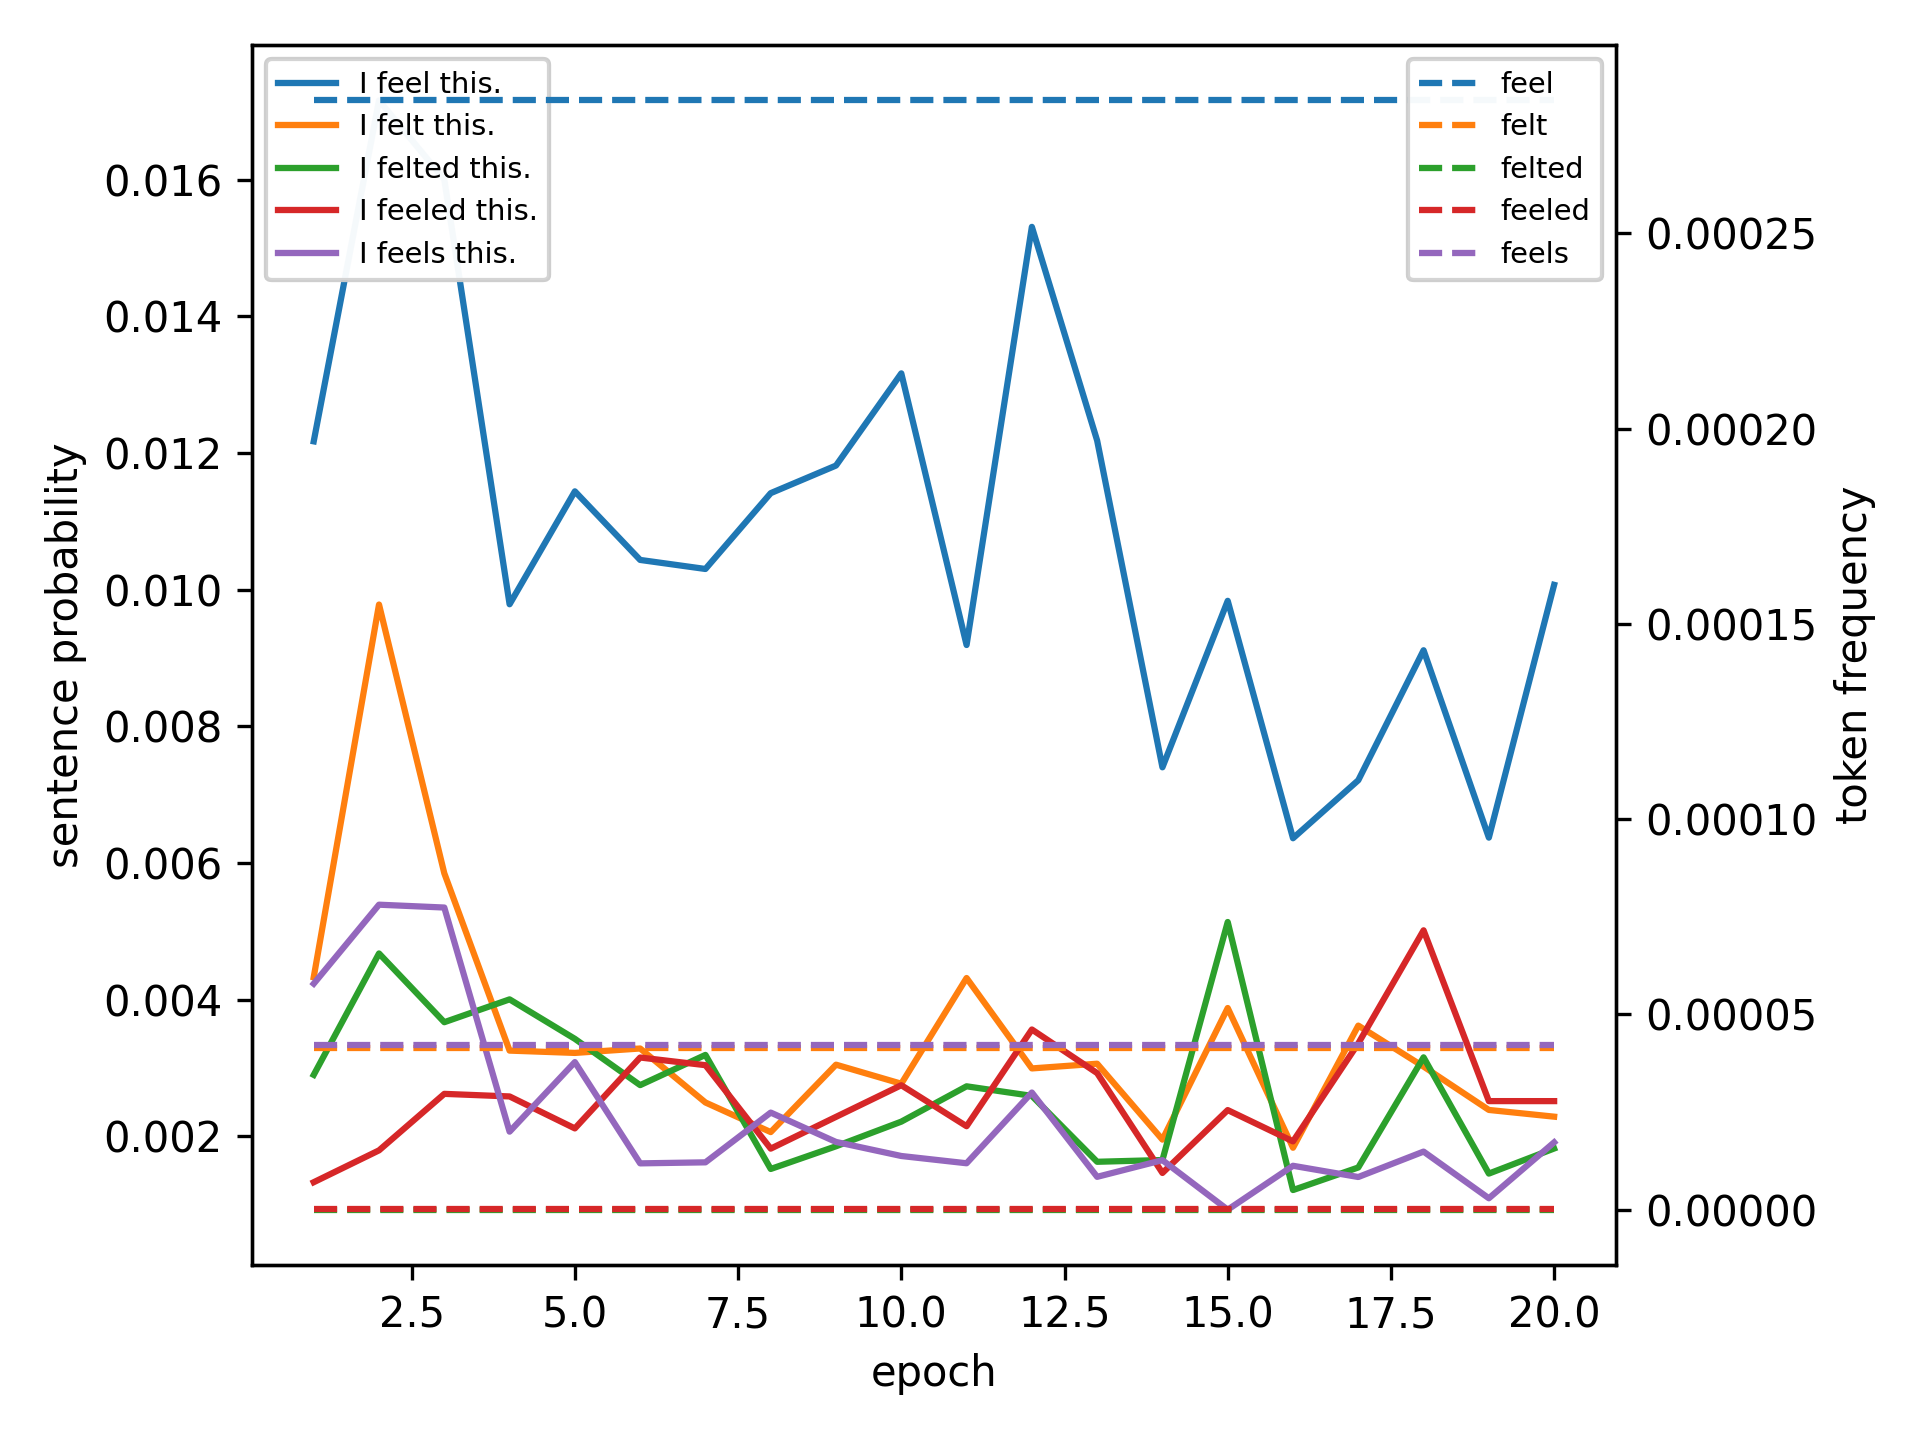 I feel this.
I felt this.
I felted this.
I feeled this.
I feels this.
feel
felt
felted
feeled
feels
sentence probability
0.016
0.014
0.012
0.010
0.008
0.006
0.004
0.002
token frequency
0.00025
0.00020
0.00015
0.00010
0.00005
0.00000
2.5 5.0 7.5 10.0 12.5 15.0 17.5 20.0
epoch